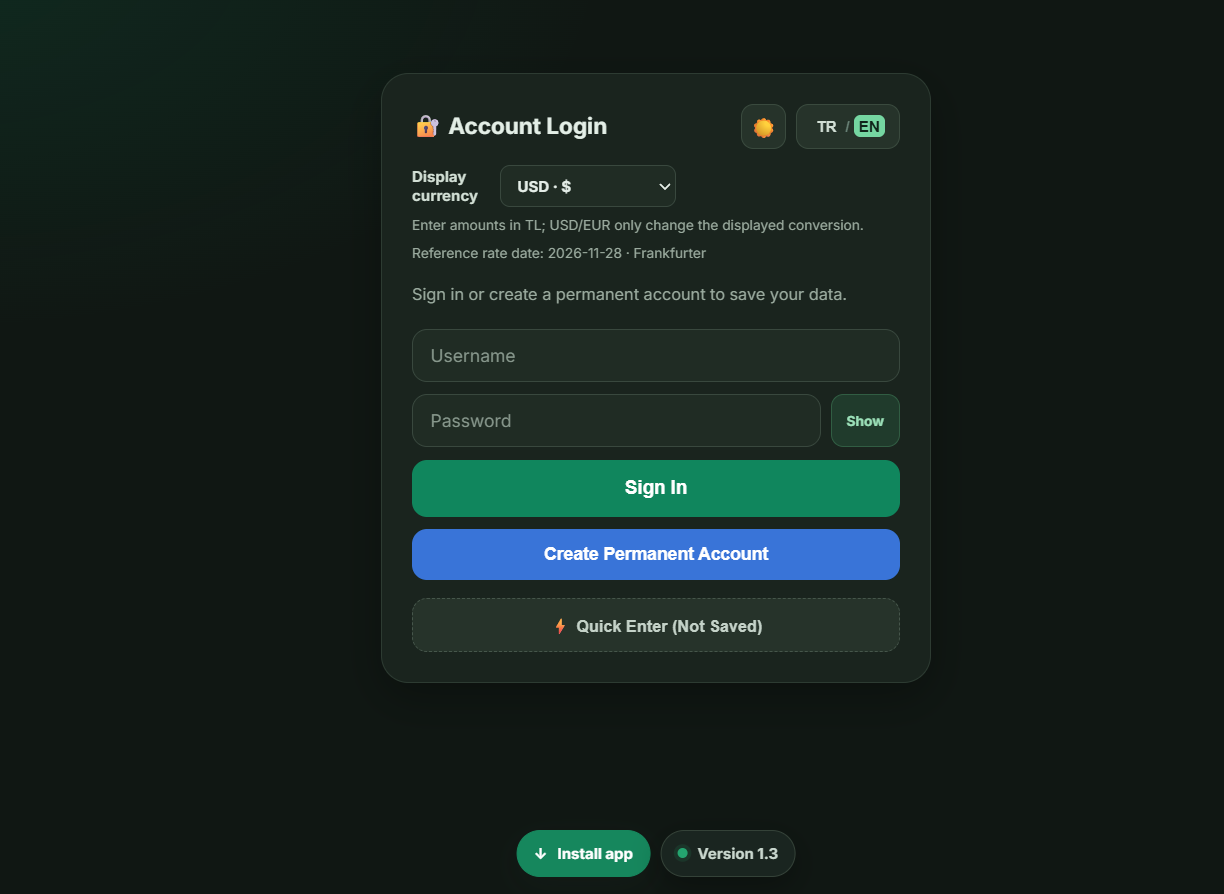 Account Login
TR / EN
Display
currency
USD · $
Enter amounts in TL; USD/EUR only change the displayed conversion.
Reference rate date: 2026-11-28 · Frankfurter
Sign in or create a permanent account to save your data.
Username
Password
Show
Sign In
Create Permanent Account
Quick Enter (Not Saved)
Install app
Version 1.3